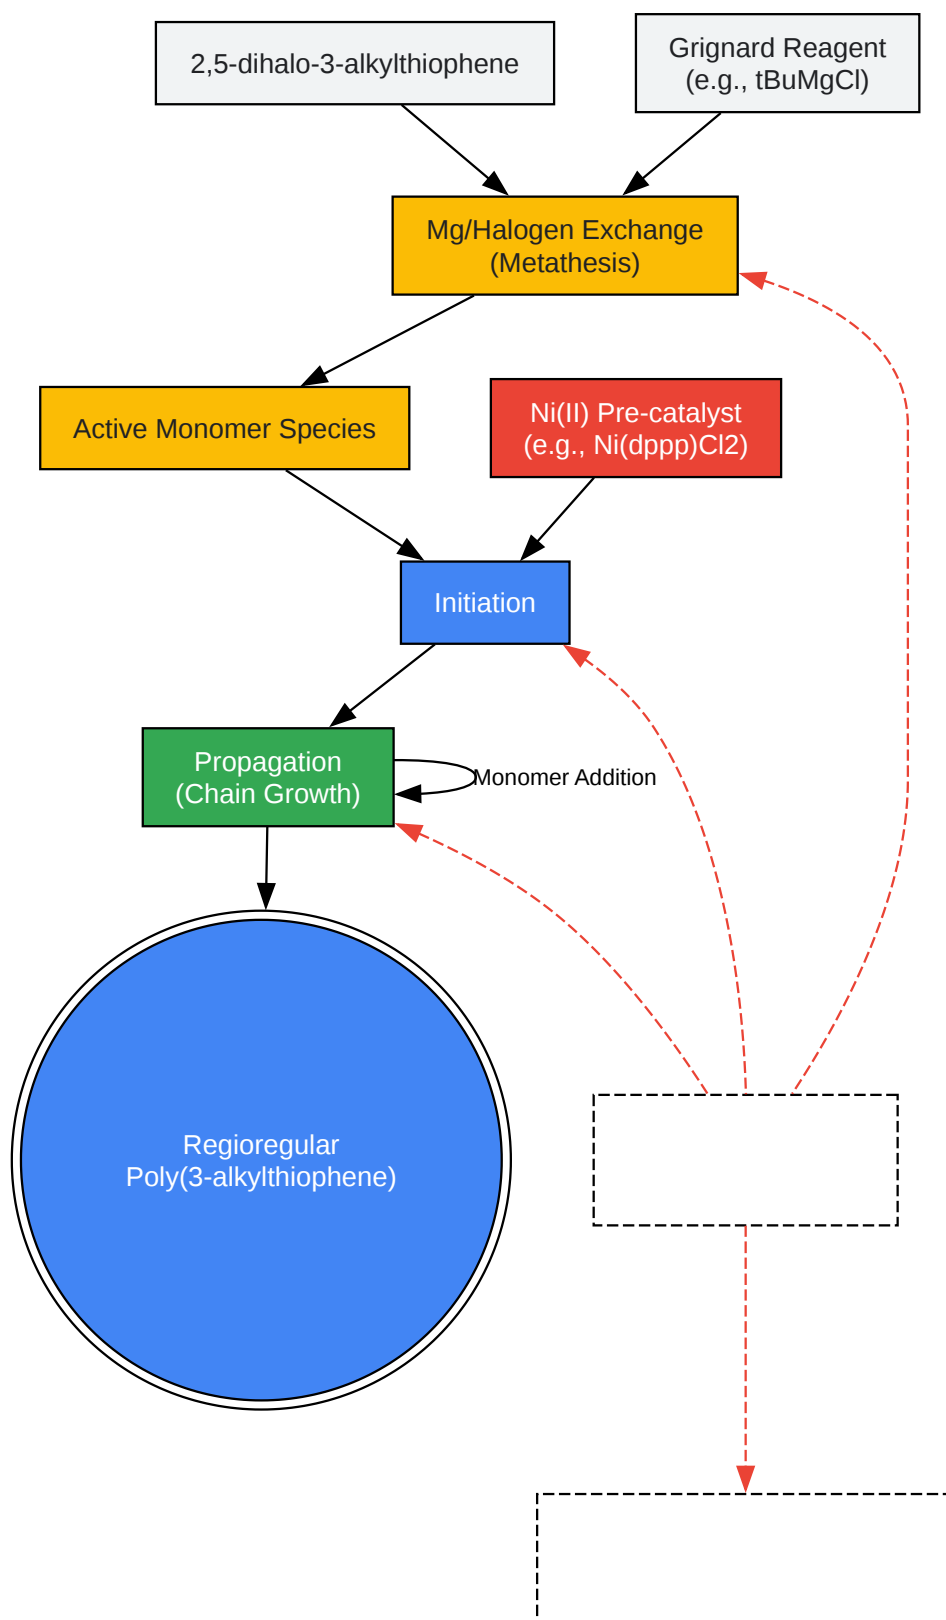 2,5-dihalo-3-alkylthiophene
Grignard Reagent
(e.g., tBuMgCl)
Mg/Halogen Exchange
(Metathesis)
Active Monomer Species
Ni(II) Pre-catalyst
(e.g., Ni(dppp)Cl2)
Initiation
Propagation
(Chain Growth)
Monomer Addition
Regioregular
Poly(3-alkylthiophene)